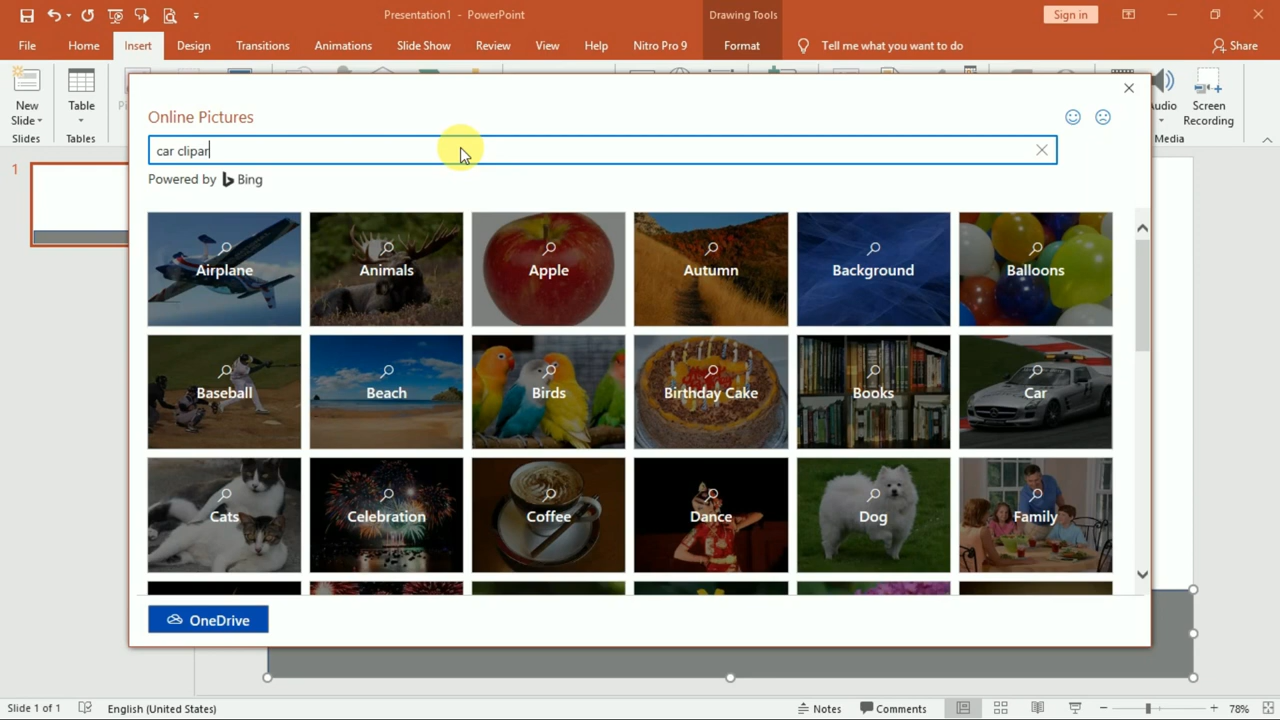 Presentation1 - PowerPoint
Drawing Tools
Sign in
File
Home
Insert
Design
Transitions
Animations
Slide Show
Review
View
Help
Nitro Pro 9
Format
Tell me what you want to do
Share
New
Slide
Slides
Table
Tables
Audio
Screen
Recording
Media
Online Pictures
car clipar
Powered by Bing
Airplane
Animals
Apple
Autumn
Background
Balloons
Baseball
Beach
Birds
Birthday Cake
Books
Car
Cats
Celebration
Coffee
Dance
Dog
Family
OneDrive
1
Slide 1 of 1
English (United States)
Notes
Comments
78%